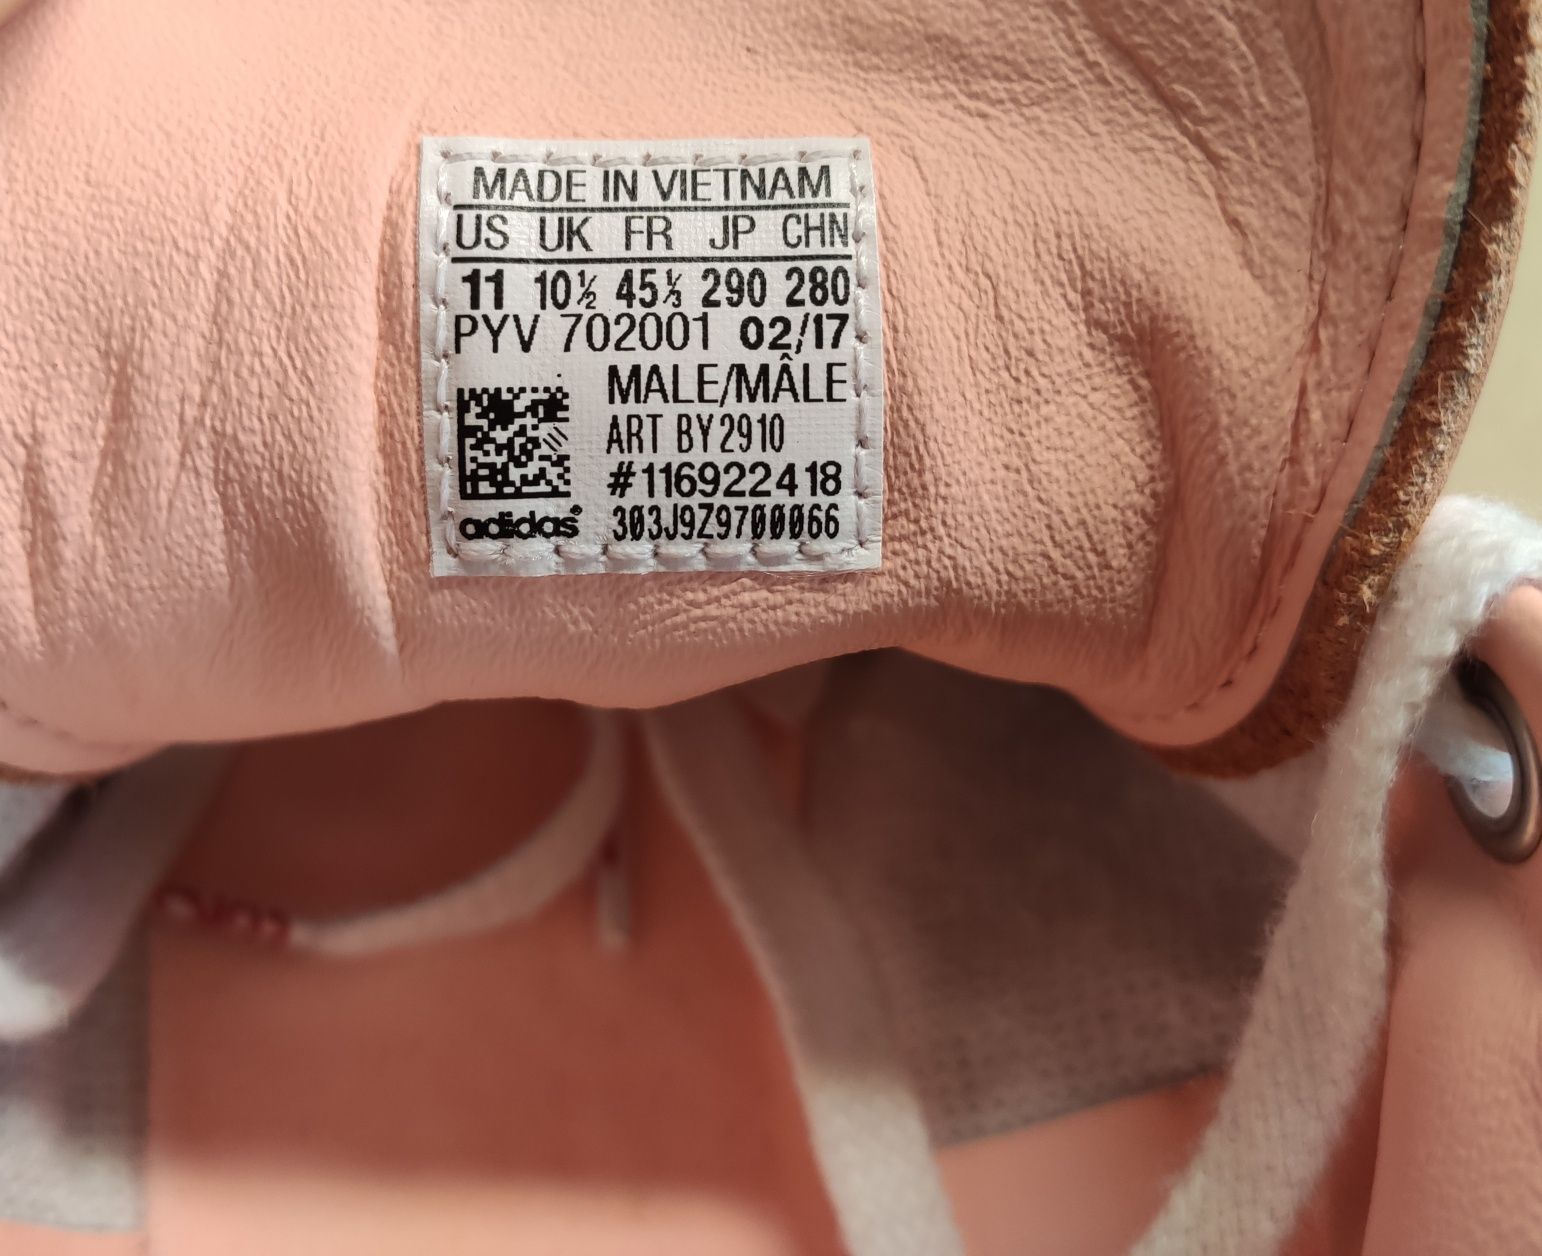 MADE IN VIETNAM
US UK FR JP CHN
11 10½ 45⅓ 290 280
PYV 702001 02/17
MALE/MÂLE
ART BY2910
#116922418
adidas® 303J9Z9700066